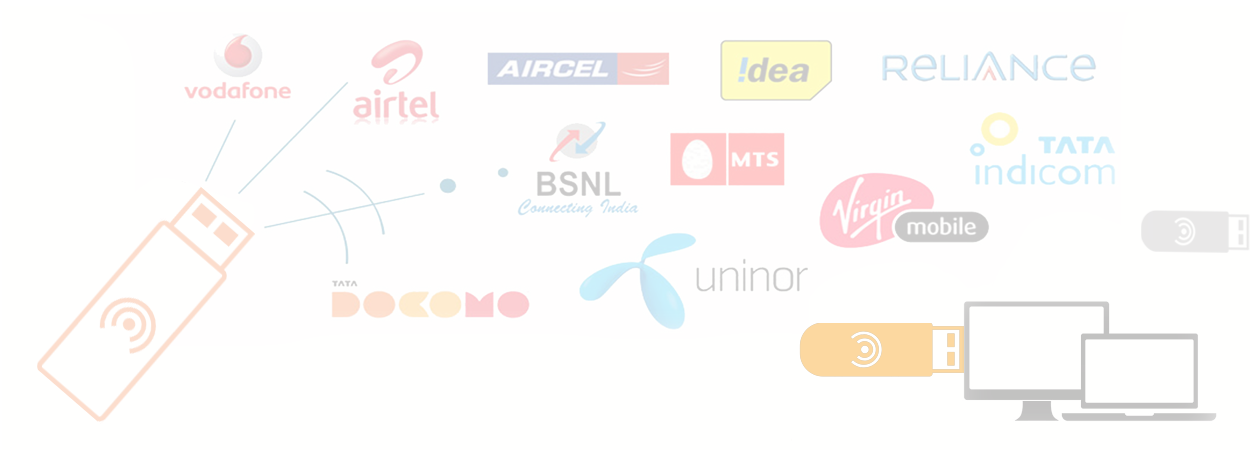 vodafone
airtel
AIRCEL
!dea
RELIANCE
BSNL
Connecting India
MTS
TATA
indicom
Virgin
mobile
uninor
TATA
DOCOMO